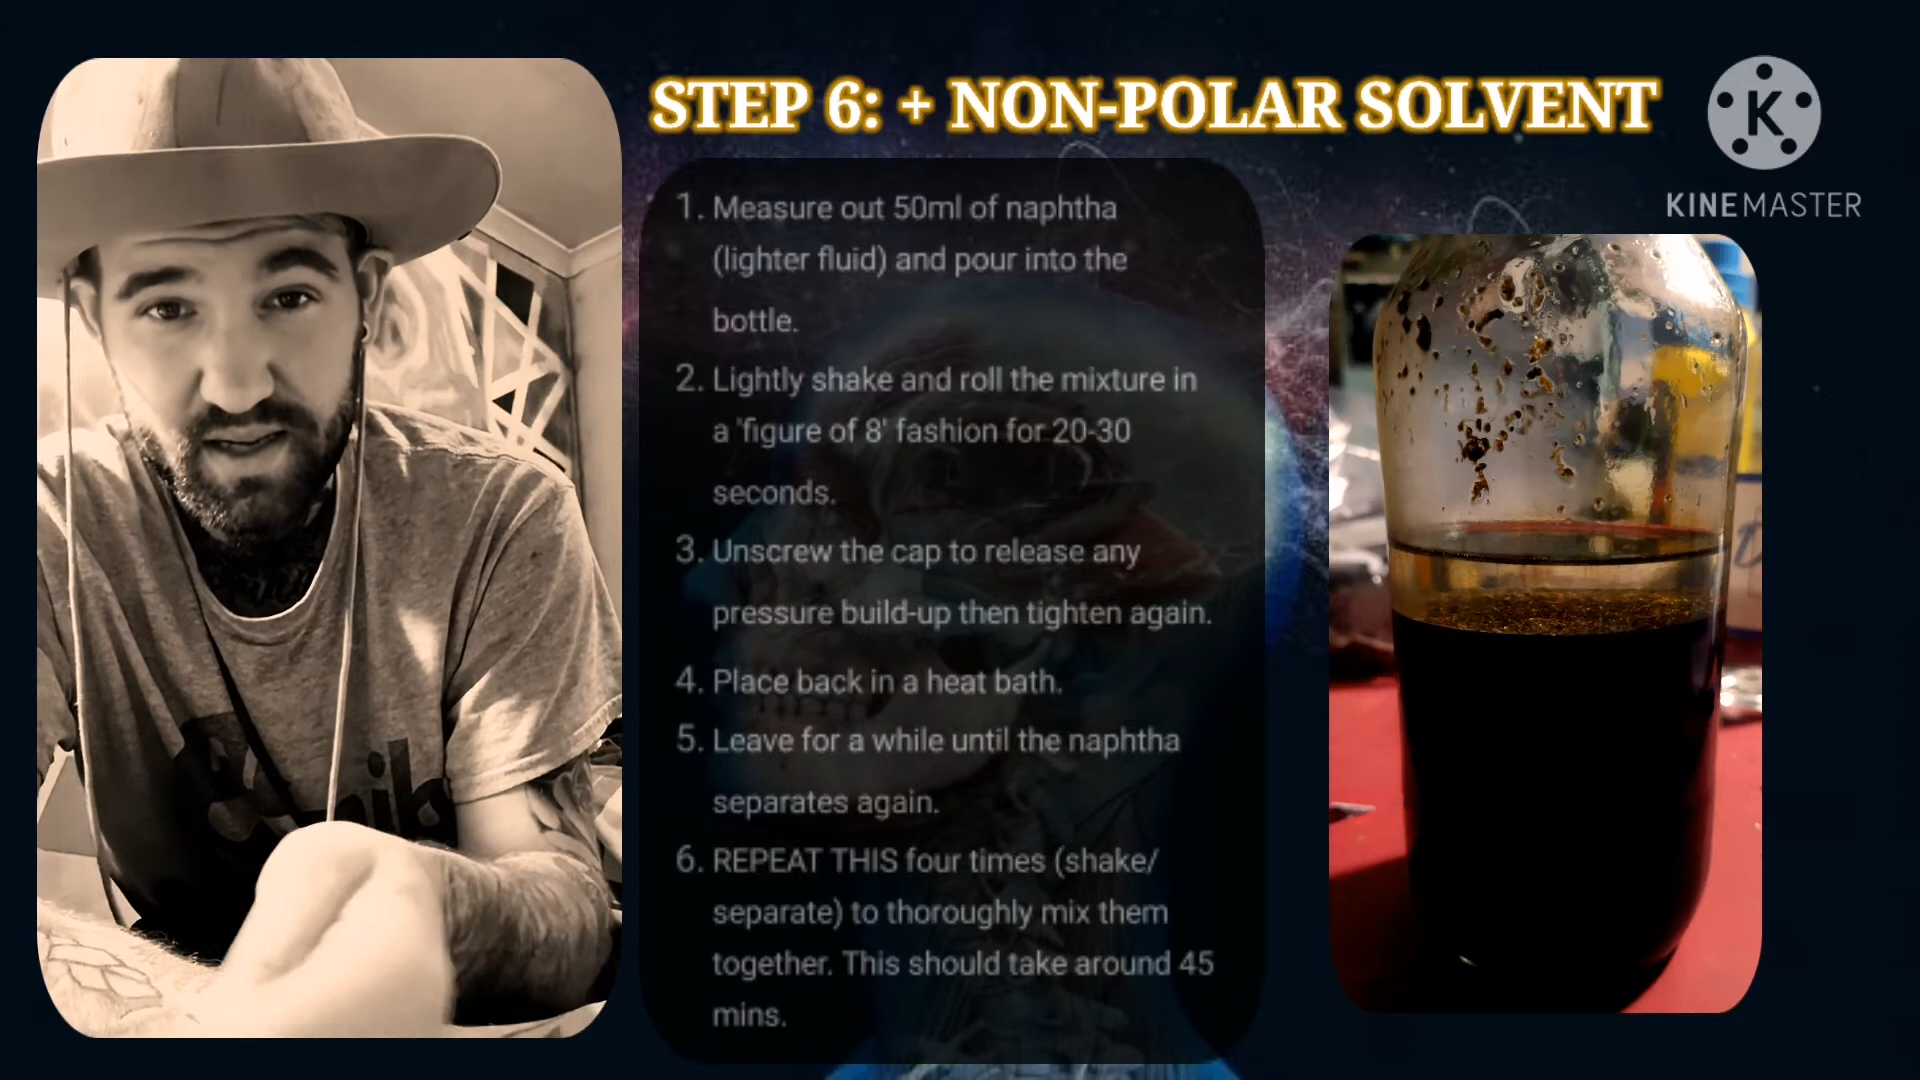 STEP 6: + NON-POLAR SOLVENT
KINEMASTER
1. Measure out 50ml of naphtha
(lighter fluid) and pour into the
bottle.
2. Lightly shake and roll the mixture in
a 'figure of 8' fashion for 20-30
seconds.
3. Unscrew the cap to release any
pressure build-up then tighten again.
4. Place back in a heat bath.
5. Leave for a while until the naphtha
separates again.
6. REPEAT THIS four times (shake/
separate) to thoroughly mix them
together. This should take around 45
mins.